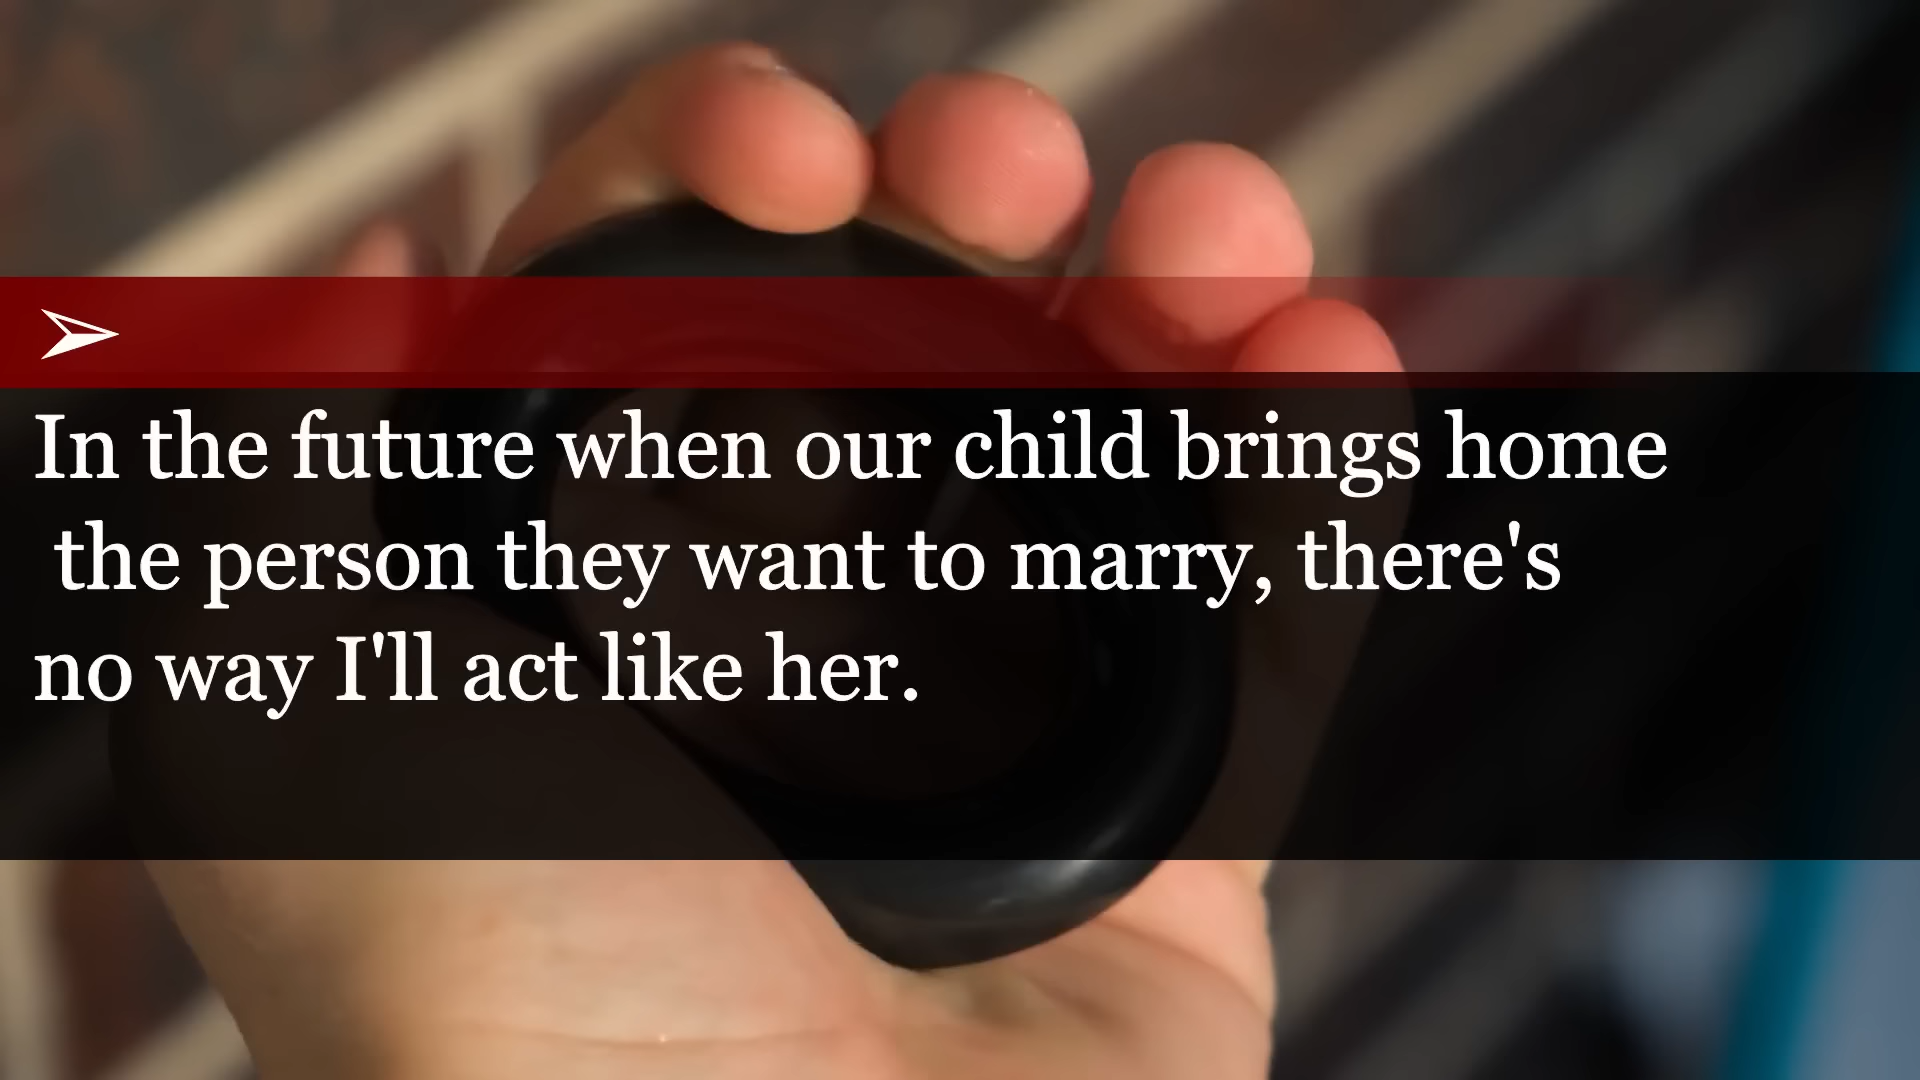 In the future when our child brings home
the person they want to marry, there's
no way I'll act like her.